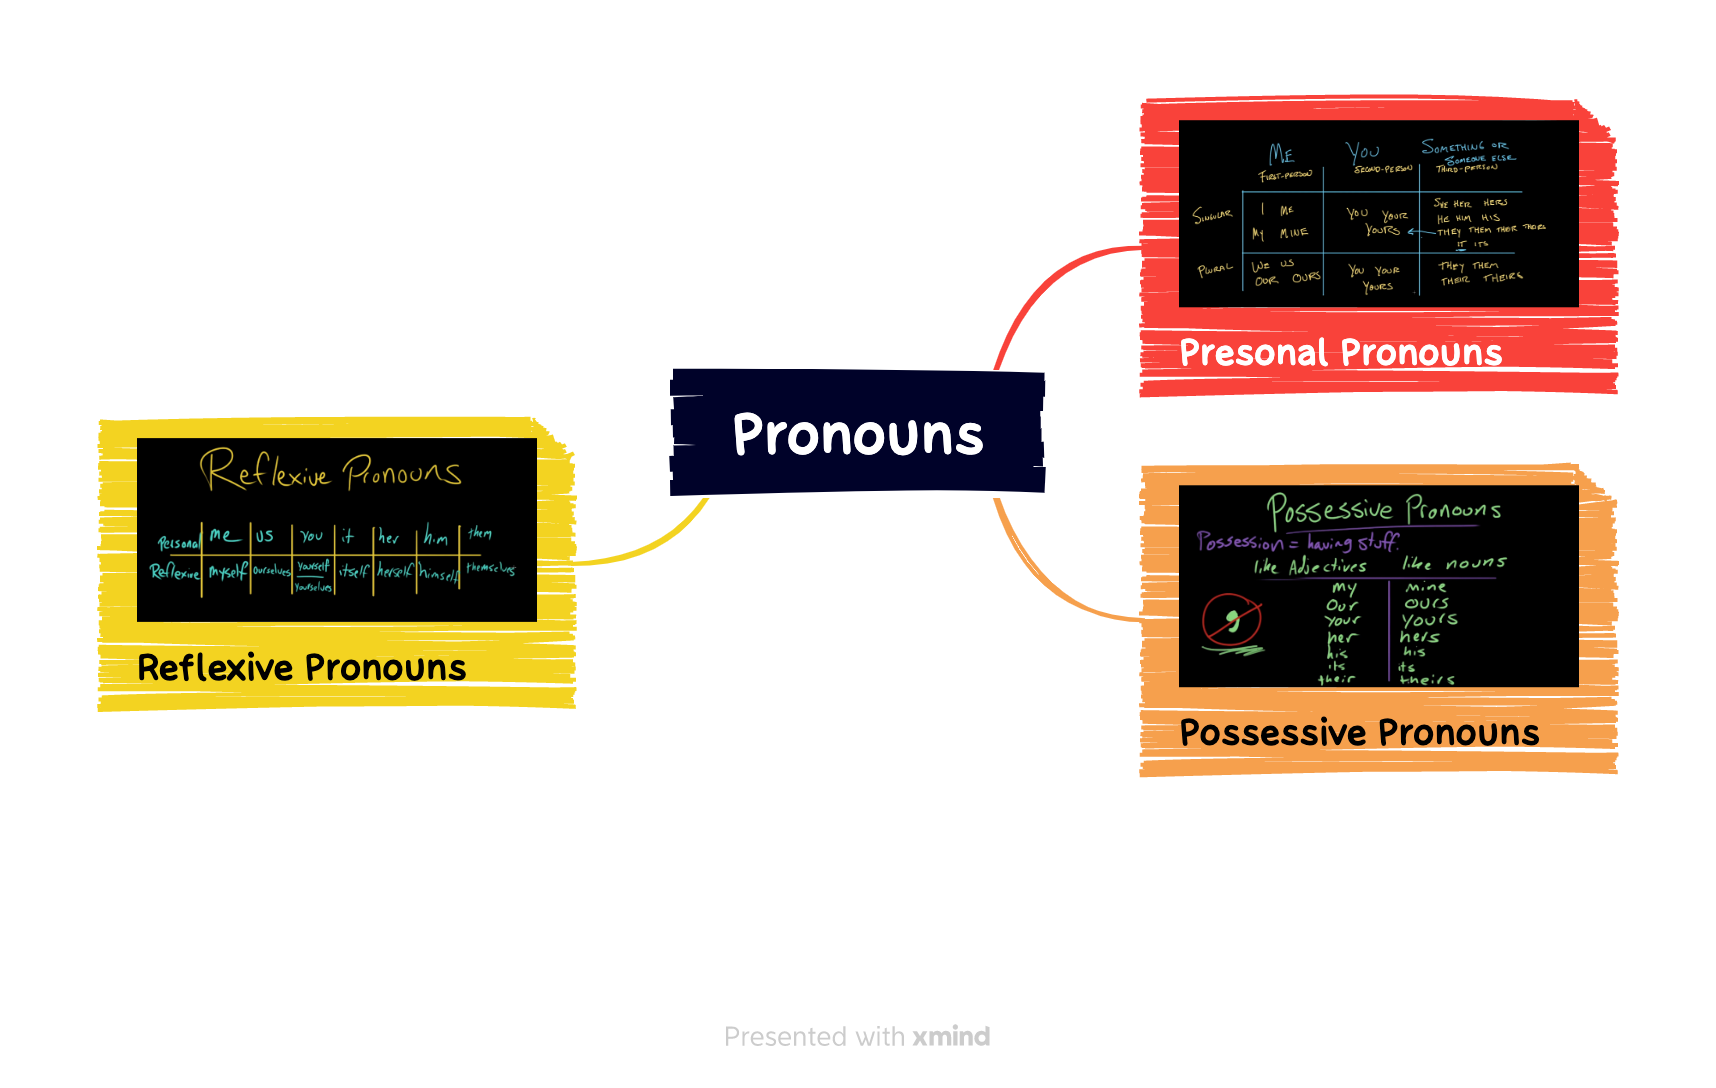 Pronouns
ME YOU SOMETHING OR
SOMEONE ELSE
FIRST-PERSON SECOND-PERSON THIRD-PERSON
SINGULAR
I ME
MY MINE
YOU YOUR
YOURS
SHE HER HERS
HE HIM HIS
THEY THEM THEIR THEIRS
IT ITS
PLURAL
WE US
OUR OURS
YOU YOUR
YOURS
THEY THEM
THEIR THEIRS
Presonal Pronouns
Possessive Pronouns
Possession = having stuff.
like Adjectives like nouns
my mine
Our ours
your yours
her hers
his his
its its
their theirs
Possessive Pronouns
Reflexive Pronouns
Personal me us you it her him them
Reflexive myself ourselves yourself itself herself himself themselves
yourselves
Reflexive Pronouns
Presented with xmind